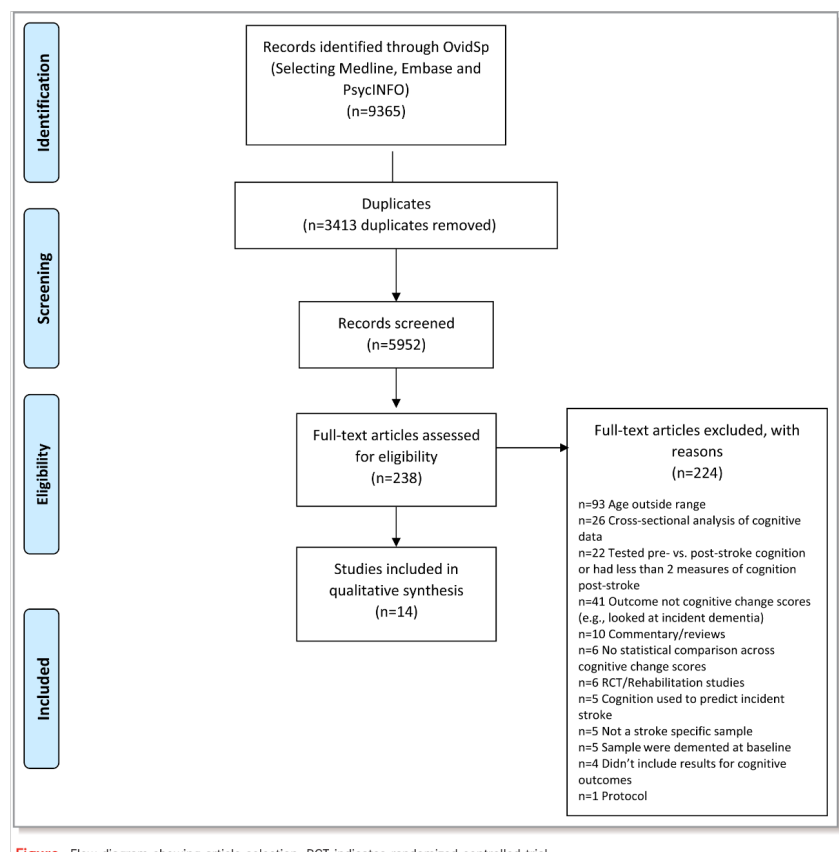 Identification
Records identified through OvidSp
(Selecting Medline, Embase and
PsycINFO)
(n=9365)
Duplicates
(n=3413 duplicates removed)
Screening
Records screened
(n=5952)
Eligibility
Full-text articles assessed
for eligibility
(n=238)
Full-text articles excluded, with
reasons
(n=224)
n=93 Age outside range
n=26 Cross-sectional analysis of cognitive
data
n=22 Tested pre- vs. post-stroke cognition
or had less than 2 measures of cognition
post-stroke
n=41 Outcome not cognitive change scores
(e.g., looked at incident dementia)
n=10 Commentary/reviews
n=6 No statistical comparison across
cognitive change scores
n=6 RCT/Rehabilitation studies
n=5 Cognition used to predict incident
stroke
n=5 Not a stroke specific sample
n=5 Sample were demented at baseline
n=4 Didn't include results for cognitive
outcomes
n=1 Protocol
Studies included in
qualitative synthesis
(n=14)
Included